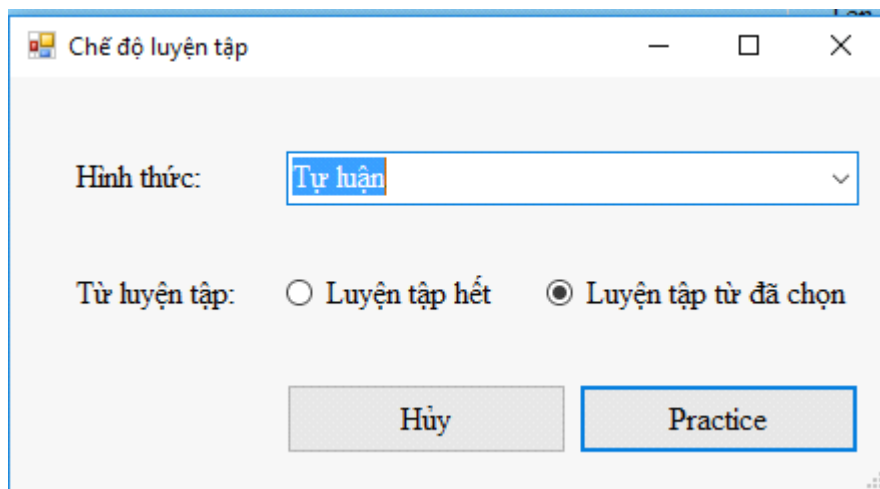 Chế độ luyện tập
Hình thức: Tự luận
Từ luyện tập: Luyện tập hết Luyện tập từ đã chọn
Hủy Practice